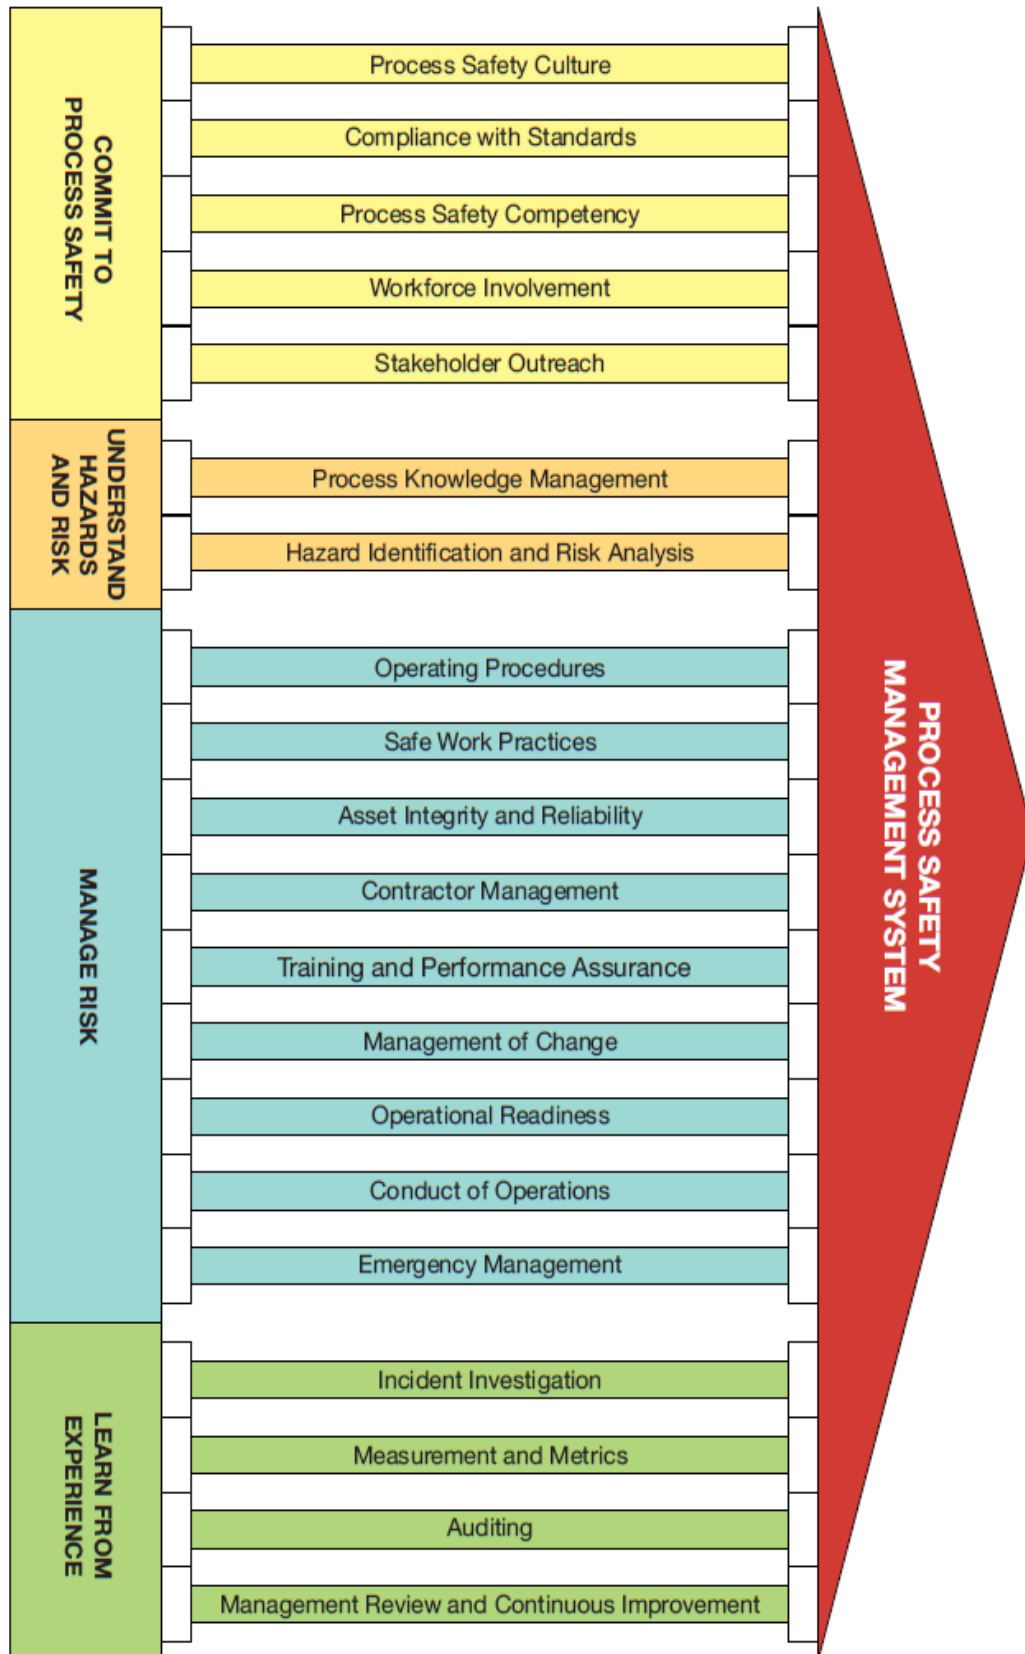 COMMIT TO
PROCESS SAFETY
Process Safety Culture
Compliance with Standards
Process Safety Competency
Workforce Involvement
Stakeholder Outreach
UNDERSTAND
HAZARDS
AND RISK
Process Knowledge Management
Hazard Identification and Risk Analysis
MANAGE RISK
Operating Procedures
Safe Work Practices
Asset Integrity and Reliability
Contractor Management
Training and Performance Assurance
Management of Change
Operational Readiness
Conduct of Operations
Emergency Management
LEARN FROM
EXPERIENCE
Incident Investigation
Measurement and Metrics
Auditing
Management Review and Continuous Improvement
PROCESS SAFETY
MANAGEMENT SYSTEM